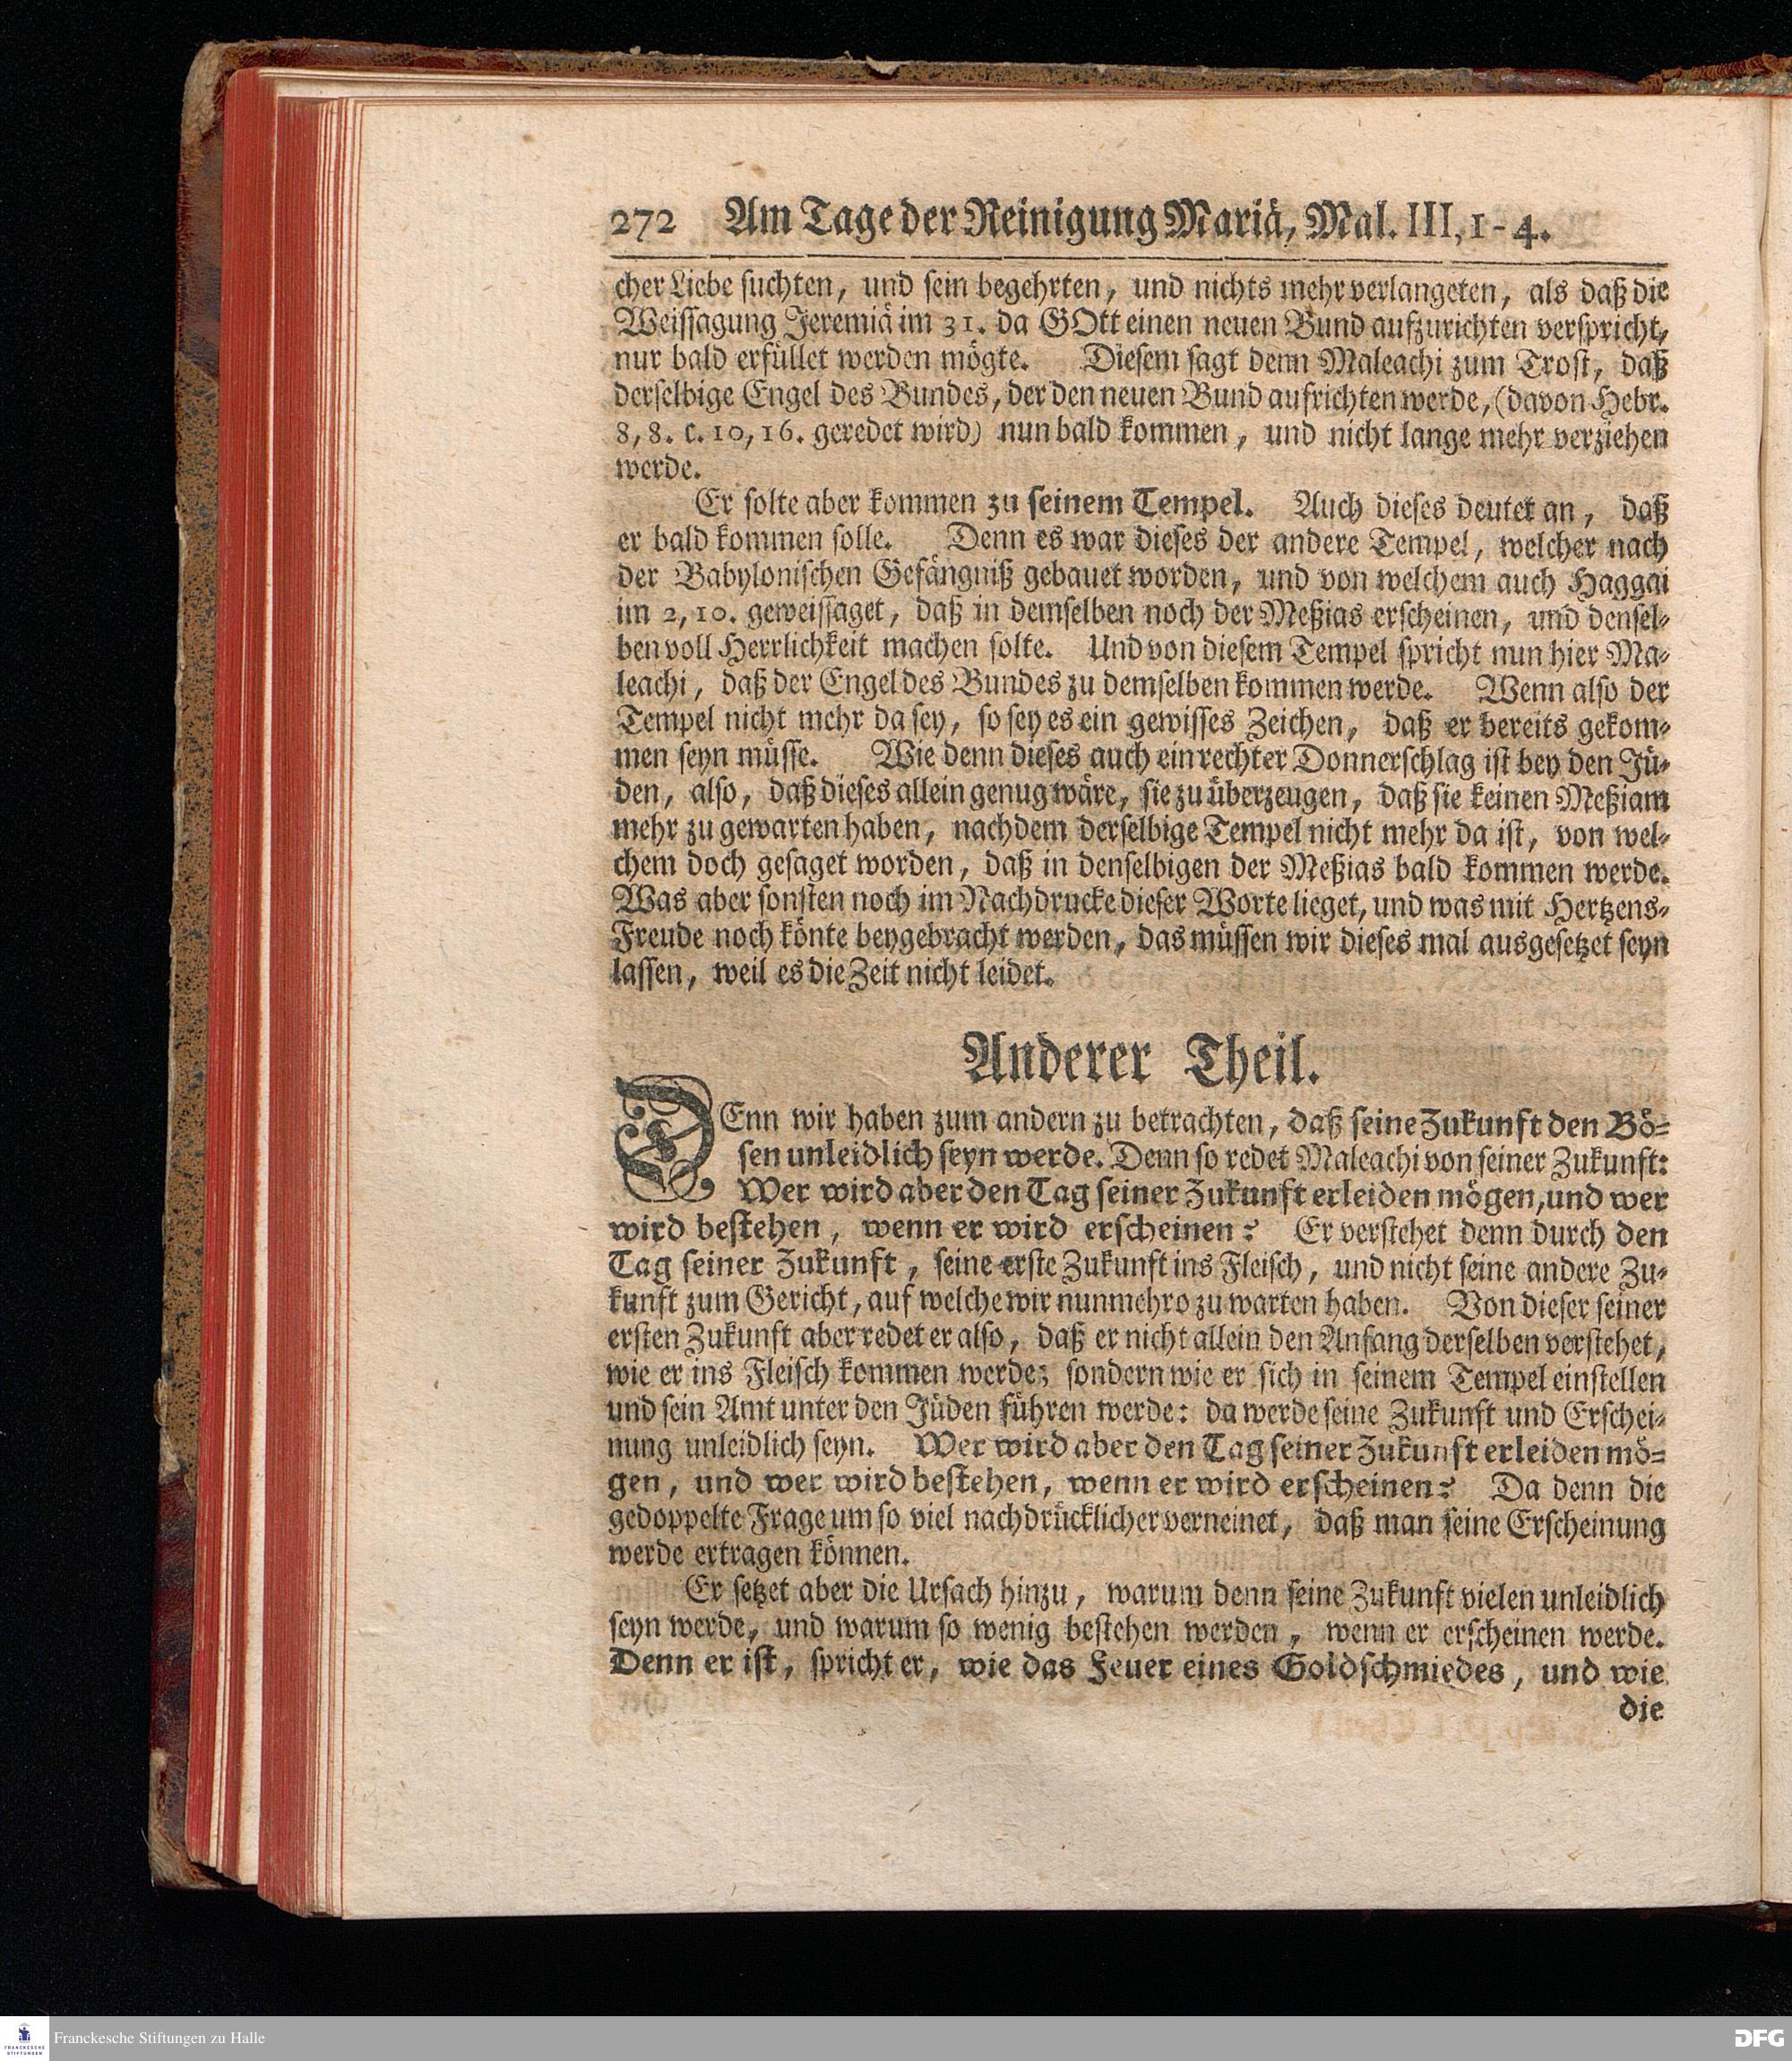 272 Am Tage der Reinigung Mariä, Mal. III, 1-4.
cher Liebe suchten, und sein begehrten, und nichts mehr verlangeten, als daß die
Weissagung Jeremiä im 31. da GOtt einen neuen Bund aufzurichten verspricht,
nur bald erfüllet werden mögte. Diesem sagt denn Maleachi zum Trost, daß
derselbige Engel des Bundes, der den neuen Bund aufrichten werde, (davon Hebr.
8, 8. c. 10, 16. geredet wird) nun bald kommen, und nicht lange mehr verziehen
werde.
Er solte aber kommen zu seinem Tempel. Auch dieses deutet an, daß
er bald kommen solle. Denn es war dieses der andere Tempel, welcher nach
der Babylonischen Gefängniß gebauet worden, und von welchem auch Haggai
im 2, 10. geweissaget, daß in demselben noch der Meßias erscheinen, und densel-
ben voll Herrlichkeit machen solte. Und von diesem Tempel spricht nun hier Ma-
leachi, daß der Engel des Bundes zu demselben kommen werde. Wenn also der
Tempel nicht mehr da sey, so sey es ein gewisses Zeichen, daß er bereits gekom-
men seyn müsse. Wie denn dieses auch ein rechter Donnerschlag ist bey den Jü-
den, also, daß dieses allein genug wäre, sie zu überzeugen, daß sie keinen Meßiam
mehr zu gewarten haben, nachdem derselbige Tempel nicht mehr da ist, von wel-
chem doch gesaget worden, daß in denselbigen der Meßias bald kommen werde.
Was aber sonsten noch im Nachdrucke dieser Worte lieget, und was mit Hertzens-
Freude noch könte beygebracht werden, das müssen wir dieses mal ausgesetzet seyn
lassen, weil es die Zeit nicht leidet.
Anderer Theil.
DEnn wir haben zum andern zu betrachten, daß seine Zukunft den Bö-
sen unleidlich seyn werde. Denn so redet Maleachi von seiner Zukunft:
Wer wird aber den Tag seiner Zukunft erleiden mögen, und wer
wird bestehen, wenn er wird erscheinen? Er verstehet denn durch den
Tag seiner Zukunft, seine erste Zukunft ins Fleisch, und nicht seine andere Zu-
kunft zum Gericht, auf welche wir nunmehro zu warten haben. Von dieser seiner
ersten Zukunft aber redet er also, daß er nicht allein den Anfang derselben verstehet,
wie er ins Fleisch kommen werde; sondern wie er sich in seinem Tempel einstellen
und sein Amt unter den Jüden führen werde: da werde seine Zukunft und Erschei-
nung unleidlich seyn. Wer wird aber den Tag seiner Zukunft erleiden mö-
gen, und wer wird bestehen, wenn er wird erscheinen? Da denn die
gedoppelte Frage um so viel nachdrücklicher verneinet, daß man seine Erscheinung
werde ertragen können.
Er setzet aber die Ursach hinzu, warum denn seine Zukunft vielen unleidlich
seyn werde, und warum so wenig bestehen werden, wenn er erscheinen werde.
Denn er ist, spricht er, wie das Feuer eines Goldschmiedes, und wie
die
FRANCKESCHE
STIFTUNGEN
Franckesche Stiftungen zu Halle
DFG